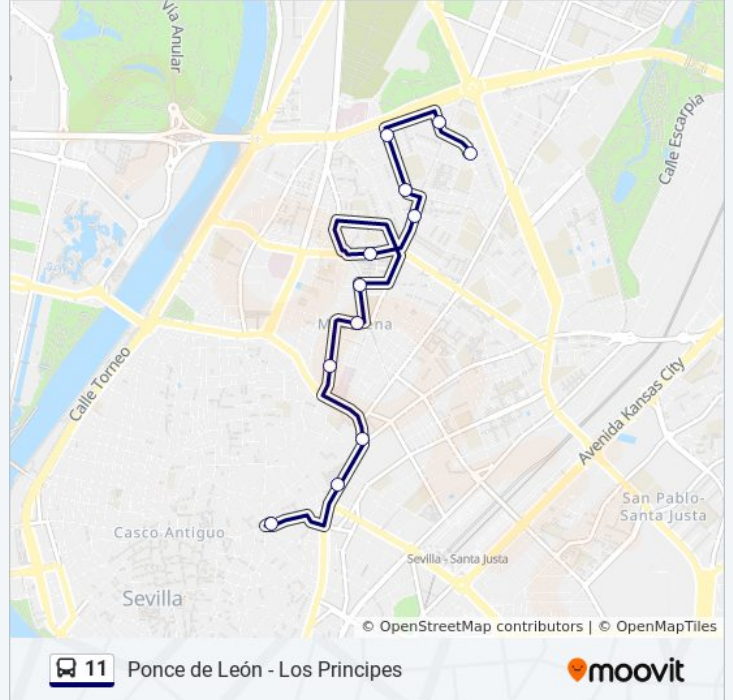 Vía Anular
Calle Escarpia
Calle Torneo
Avenida Kansas City
San Pablo-
Santa Justa
Casco Antiguo
Sevilla - Santa Justa
Sevilla
© OpenStreetMap contributors | © OpenMapTiles
11 Ponce de León - Los Principes
moovit